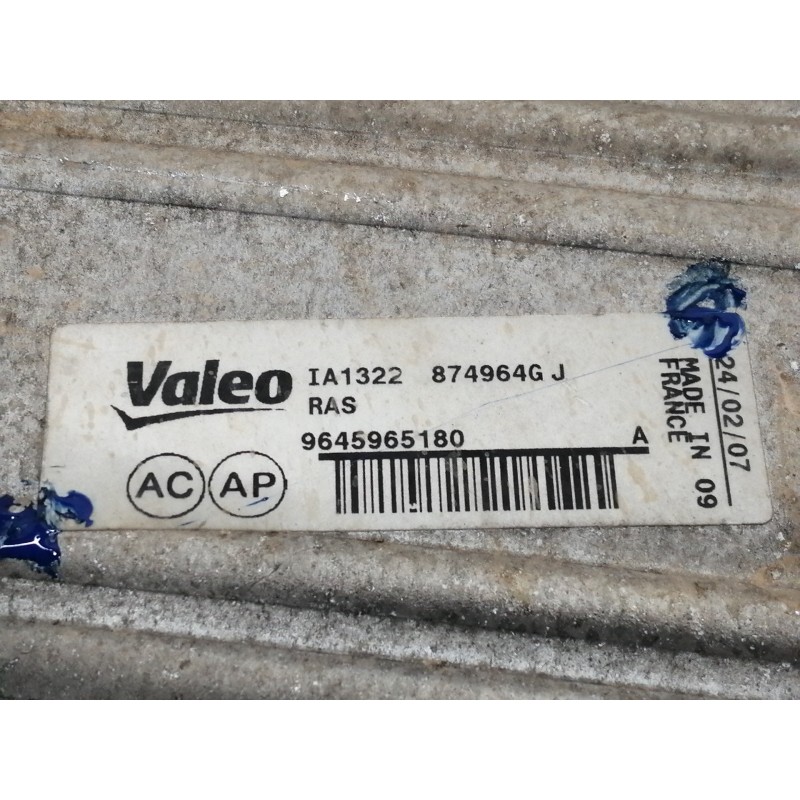 Valeo
IA1322 874964G J
RAS
9645965180 A
AC AP
24/02/07
MADE IN 09
FRANCE